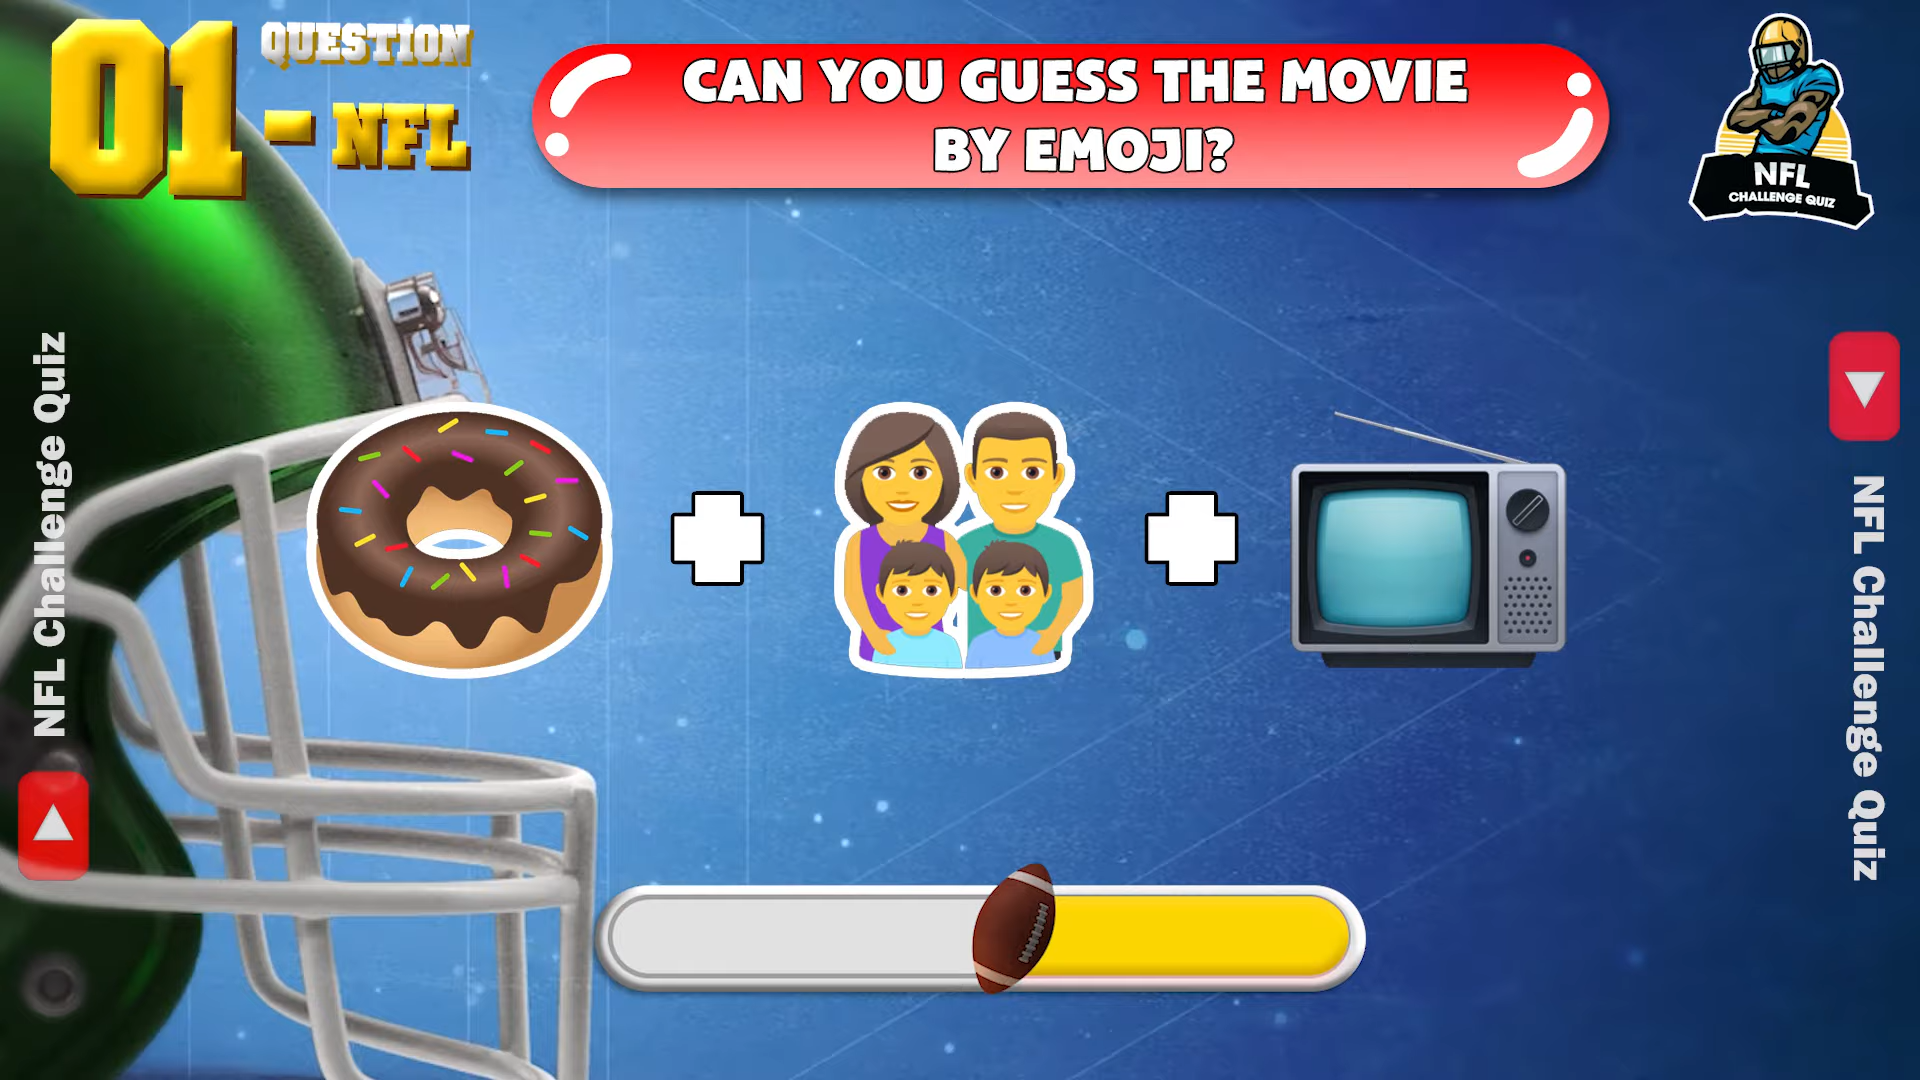 01
QUESTION
- NFL
CAN YOU GUESS THE MOVIE
BY EMOJI?
NFL
CHALLENGE QUIZ
NFL Challenge Quiz
NFL Challenge Quiz